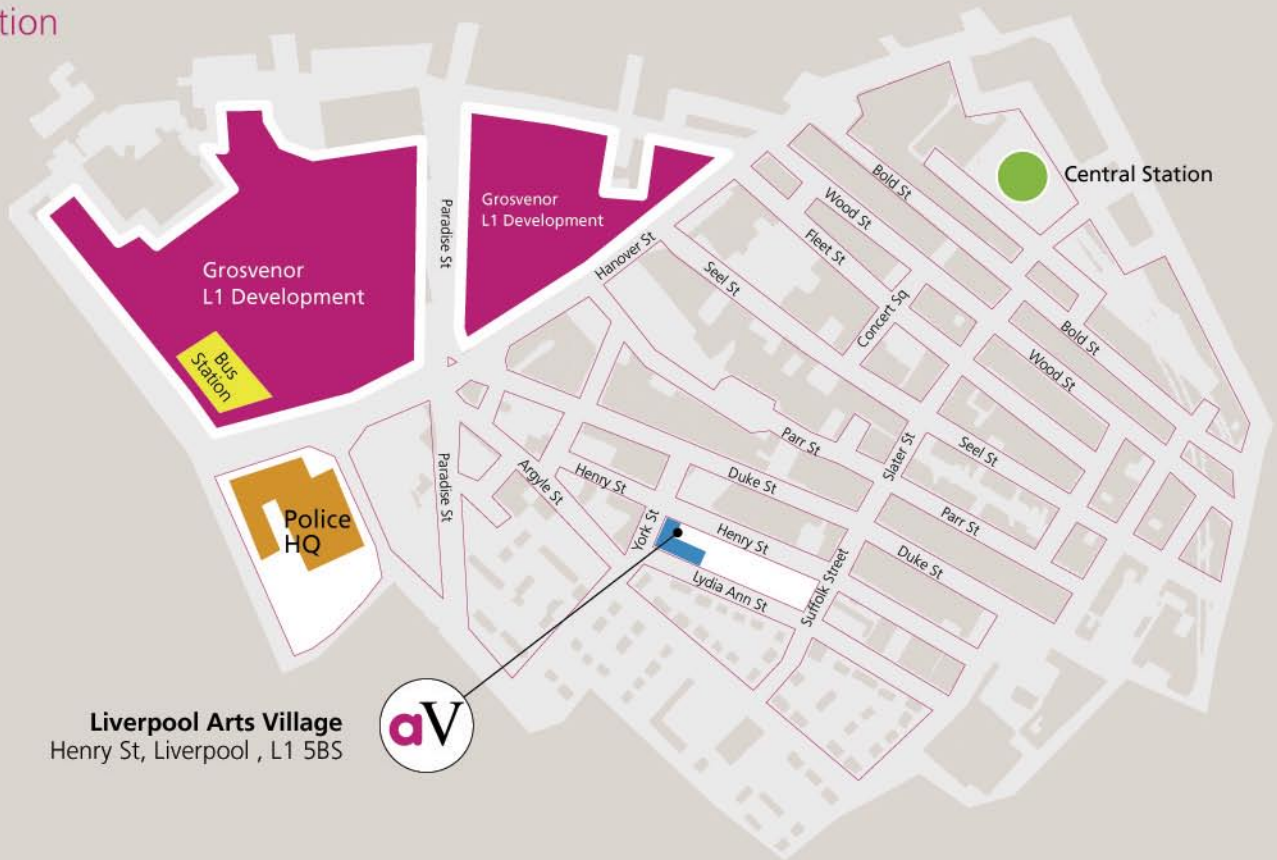 tion
Central Station
Bold St
Wood St
Fleet St
Paradise St
Grosvenor
L1 Development
Hanover St
Seel St
Grosvenor
L1 Development
Concert Sq
Bold St
Wood St
Bus
Station
Parr St
Slater St
Seel St
Paradise St
Argyle St
Henry St
Duke St
Parr St
Police
HQ
York St
Henry St
Duke St
Lydia Ann St
Suffolk Street
aV
Liverpool Arts Village
Henry St, Liverpool , L1 5BS